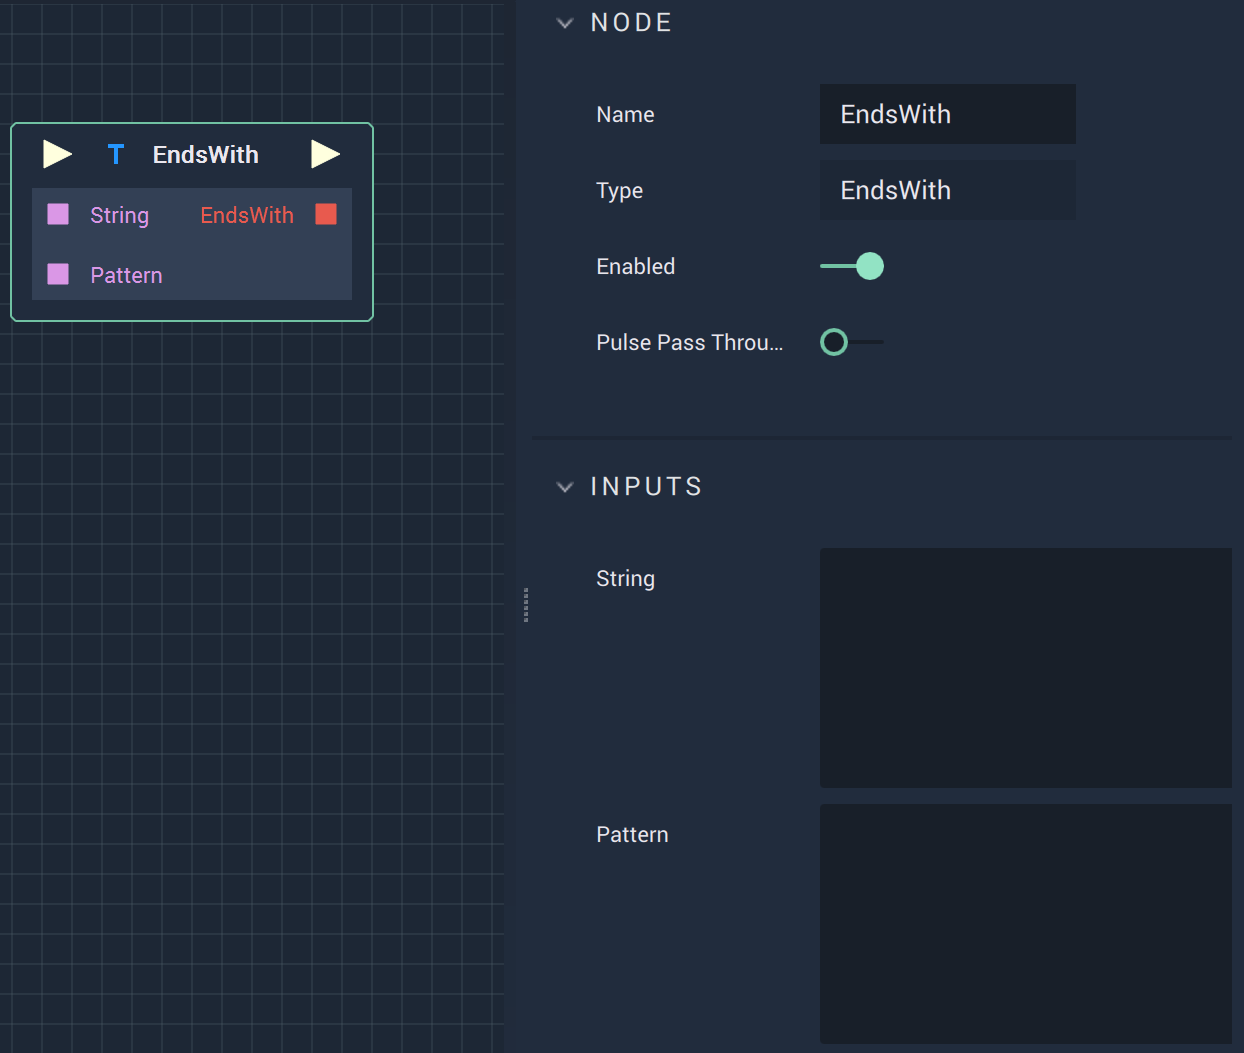 T EndsWith
String EndsWith
Pattern
NODE
Name EndsWith
Type EndsWith
Enabled
Pulse Pass Throu...
INPUTS
String
Pattern